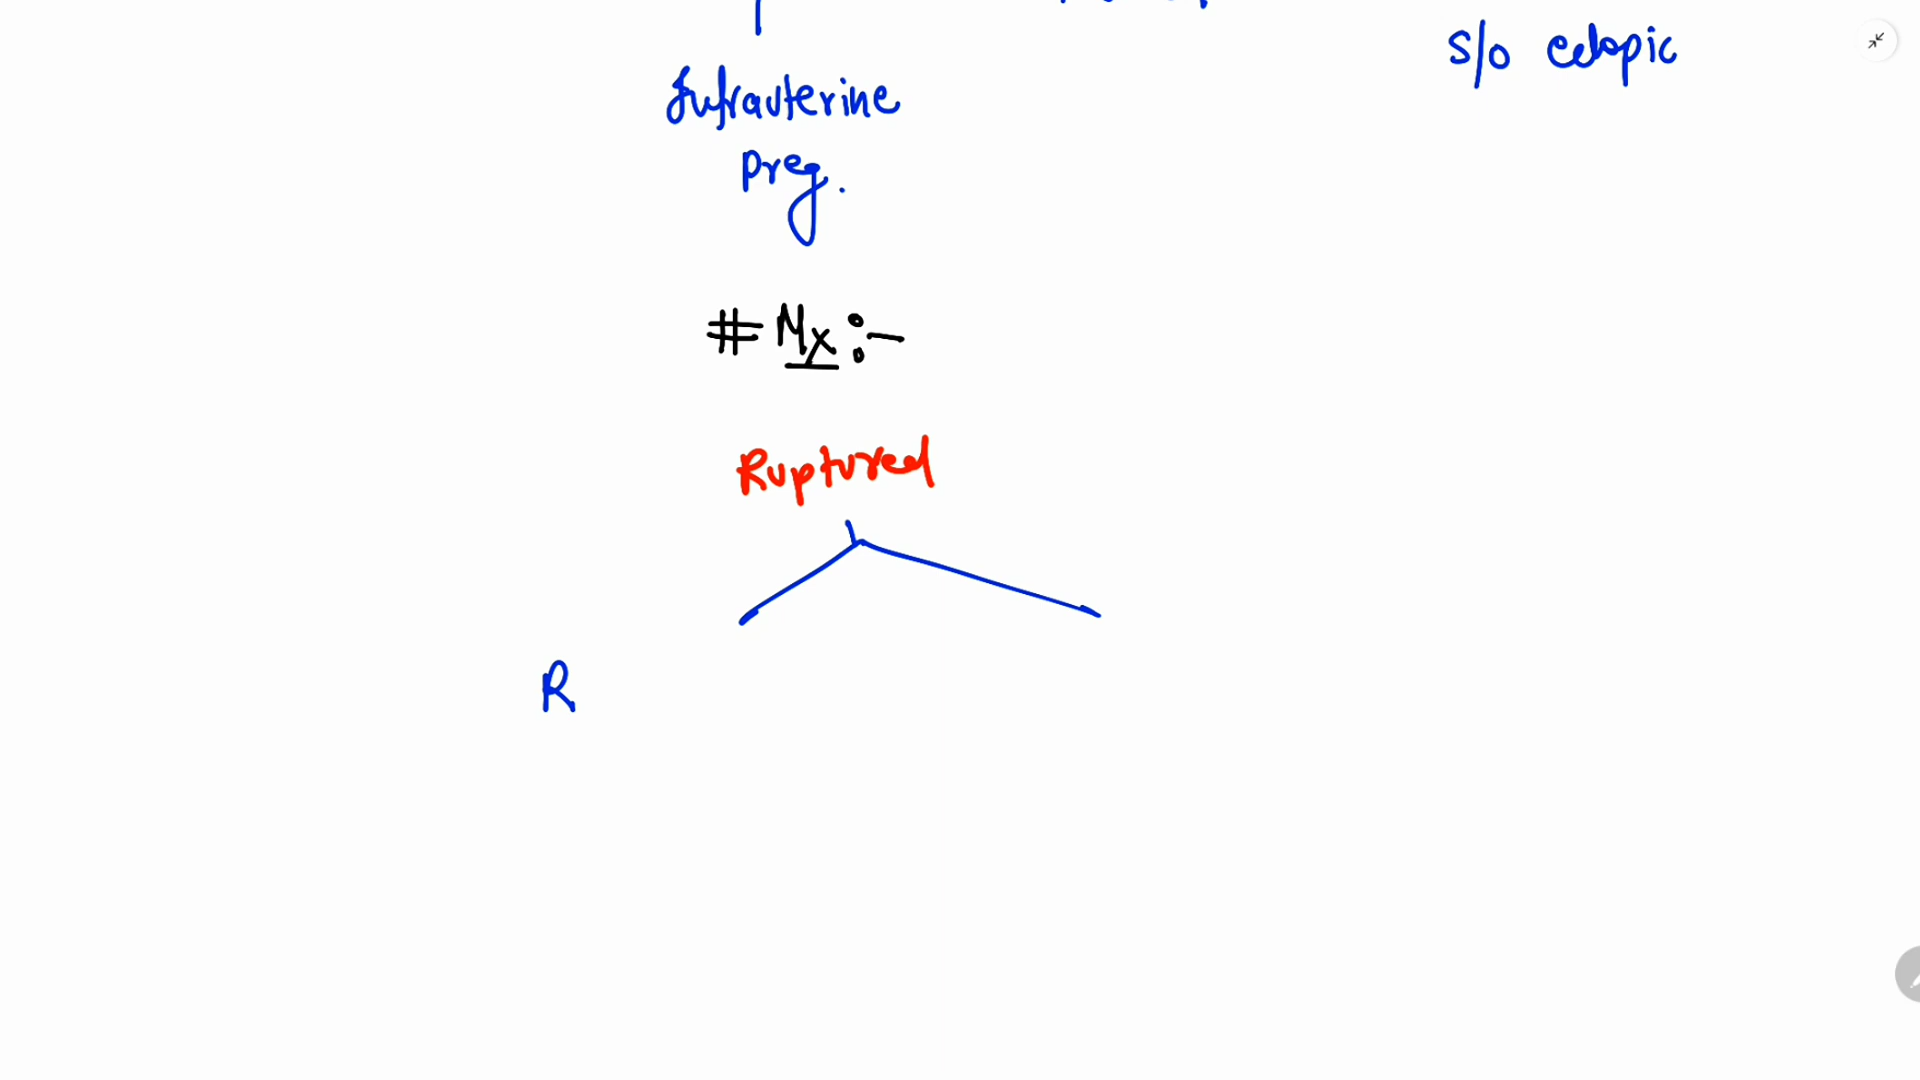 s/o ectopic
Intrauterine
Preg.
# Mx :-
Ruptured
R